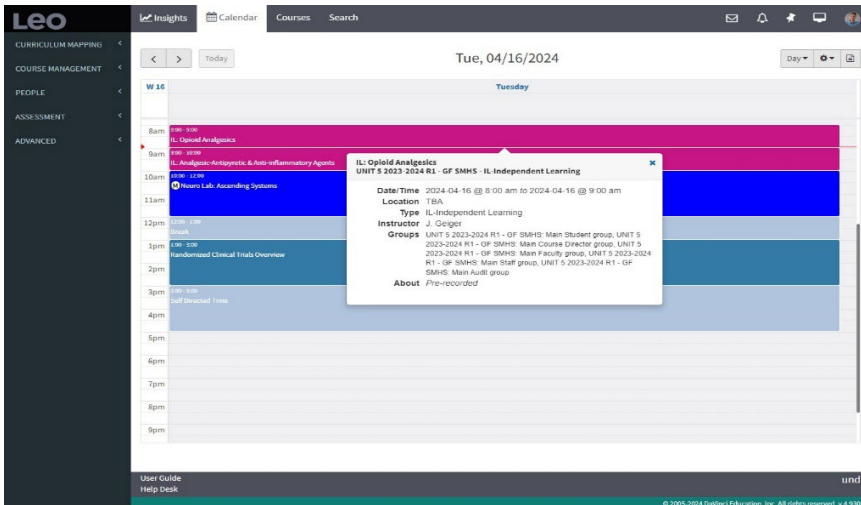 Leo
Insights
Calendar
Courses
Search
CURRICULUM MAPPING
COURSE MANAGEMENT
PEOPLE
ASSESSMENT
ADVANCED
Today
Tue, 04/16/2024
Day
W 16
Tuesday
8am
8:00 - 9:00
IL: Opioid Analgesics
9am
9:00 - 10:00
IL: Analgesic-Antipyretic & Anti-inflammatory Agents
10am
10:00 - 12:00
M Neuro Lab: Ascending Systems
11am
12pm
12:00 - 1:00
Break
1pm
1:00 - 3:00
Randomized Clinical Trials Overview
2pm
3pm
3:00 - 5:00
Self Directed Time
4pm
5pm
6pm
7pm
8pm
9pm
IL: Opioid Analgesics
UNIT 5 2023-2024 R1 - GF SMHS - IL-Independent Learning
Date/Time 2024-04-16 @ 8:00 am to 2024-04-16 @ 9:00 am
Location TBA
Type IL-Independent Learning
Instructor J. Geiger
Groups UNIT 5 2023-2024 R1 - GF SMHS: Main Student group, UNIT 5
2023-2024 R1 - GF SMHS: Main Course Director group, UNIT 5
2023-2024 R1 - GF SMHS: Main Faculty group, UNIT 5 2023-2024
R1 - GF SMHS: Main Staff group, UNIT 5 2023-2024 R1 - GF
SMHS: Main Audit group
About Pre-recorded
User Guide
Help Desk
und
© 2005-2024 DaVinci Education, Inc. All rights reserved. v 4.930